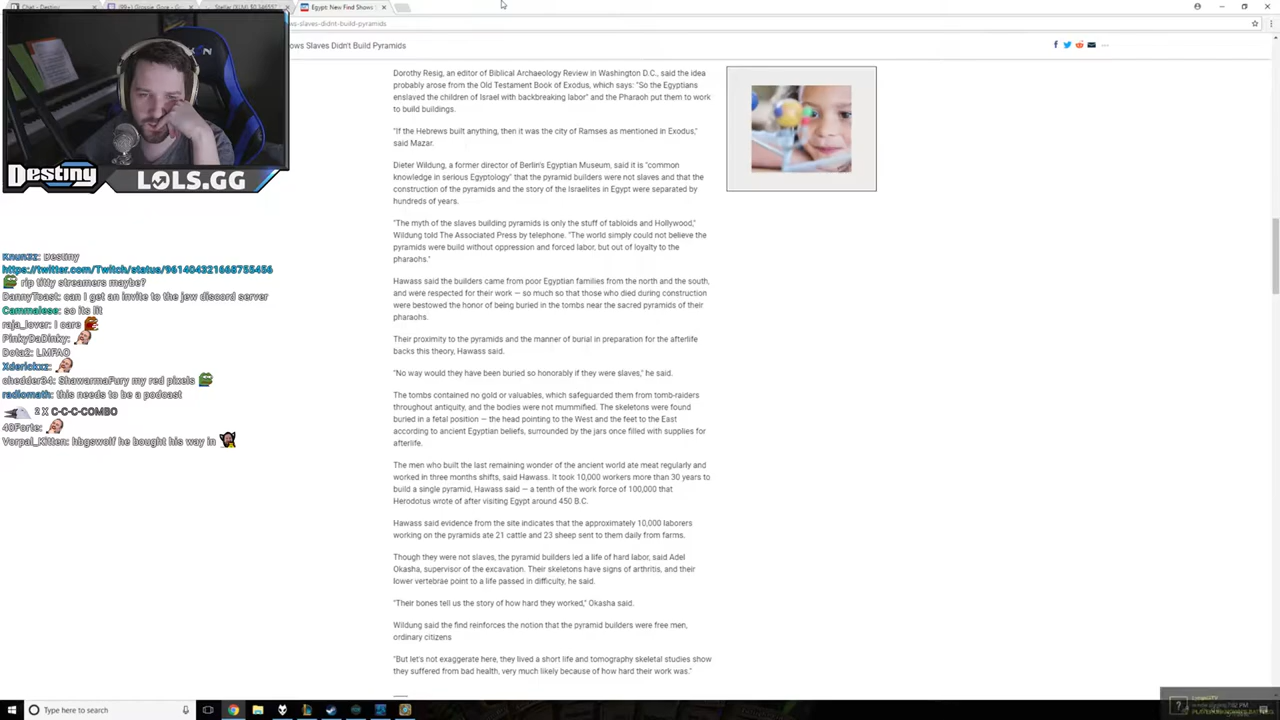 Chat - Destiny
Egypt: New Find Shows
ws-slaves-didnt-build-pyramids
ows Slaves Didn't Build Pyramids
Destiny
LOLS.GG
Dorothy Resig, an editor of Biblical Archaeology Review in Washington D.C., said the idea
probably arose from the Old Testament Book of Exodus, which says: "So the Egyptians
enslaved the children of Israel with backbreaking labor" and the Pharaoh put them to work
to build buildings.
"If the Hebrews built anything, then it was the city of Ramses as mentioned in Exodus,"
said Mazar.
Dieter Wildung, a former director of Berlin's Egyptian Museum, said it is "common
knowledge in serious Egyptology" that the pyramid builders were not slaves and that the
construction of the pyramids and the story of the Israelites in Egypt were separated by
hundreds of years.
"The myth of the slaves building pyramids is only the stuff of tabloids and Hollywood,"
Wildung told The Associated Press by telephone. "The world simply could not believe the
pyramids were build without oppression and forced labor, but out of loyalty to the
pharaohs."
Hawass said the builders came from poor Egyptian families from the north and the south,
and were respected for their work — so much so that those who died during construction
were bestowed the honor of being buried in the tombs near the sacred pyramids of their
pharaohs.
Their proximity to the pyramids and the manner of burial in preparation for the afterlife
backs this theory, Hawass said.
"No way would they have been buried so honorably if they were slaves," he said.
The tombs contained no gold or valuables, which safeguarded them from tomb-raiders
throughout antiquity, and the bodies were not mummified. The skeletons were found
buried in a fetal position — the head pointing to the West and the feet to the East
according to ancient Egyptian beliefs, surrounded by the jars once filled with supplies for
afterlife.
The men who built the last remaining wonder of the ancient world ate meat regularly and
worked in three months shifts, said Hawass. It took 10,000 workers more than 30 years to
build a single pyramid, Hawass said — a tenth of the work force of 100,000 that
Herodotus wrote of after visiting Egypt around 450 B.C.
Hawass said evidence from the site indicates that the approximately 10,000 laborers
working on the pyramids ate 21 cattle and 23 sheep sent to them daily from farms.
Though they were not slaves, the pyramid builders led a life of hard labor, said Adel
Okasha, supervisor of the excavation. Their skeletons have signs of arthritis, and their
lower vertebrae point to a life passed in difficulty, he said.
"Their bones tell us the story of how hard they worked," Okasha said.
Wildung said the find reinforces the notion that the pyramid builders were free men,
ordinary citizens
"But let's not exaggerate here, they lived a short life and tomography skeletal studies show
they suffered from bad health, very much likely because of how hard their work was."
Knunzz: Destiny
https://twitter.com/Twitch/status/961404321668755456
rip titty streamers maybe?
DannyToast: can I get an invite to the jew discord server
Cammalese: so its lit
raja_lover: I care
PinkyDaDinky:
Dota2: LMFAO
Xderickxz:
chedder34: ShawarmaFury my red pixels
radiomath: this needs to be a podcast
2 X C-C-C-COMBO
40Forte:
Vorpal_Kitten: hbgswolf he bought his way in
Type here to search